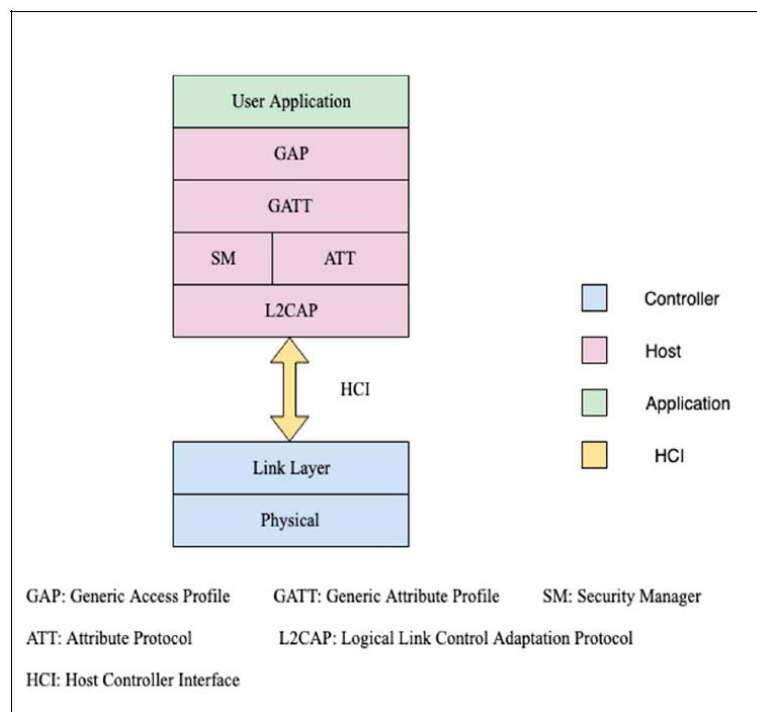 User Application
GAP
GATT
SM ATT
L2CAP
HCI
Link Layer
Physical
Controller
Host
Application
HCI
GAP: Generic Access Profile GATT: Generic Attribute Profile SM: Security Manager
ATT: Attribute Protocol L2CAP: Logical Link Control Adaptation Protocol
HCI: Host Controller Interface